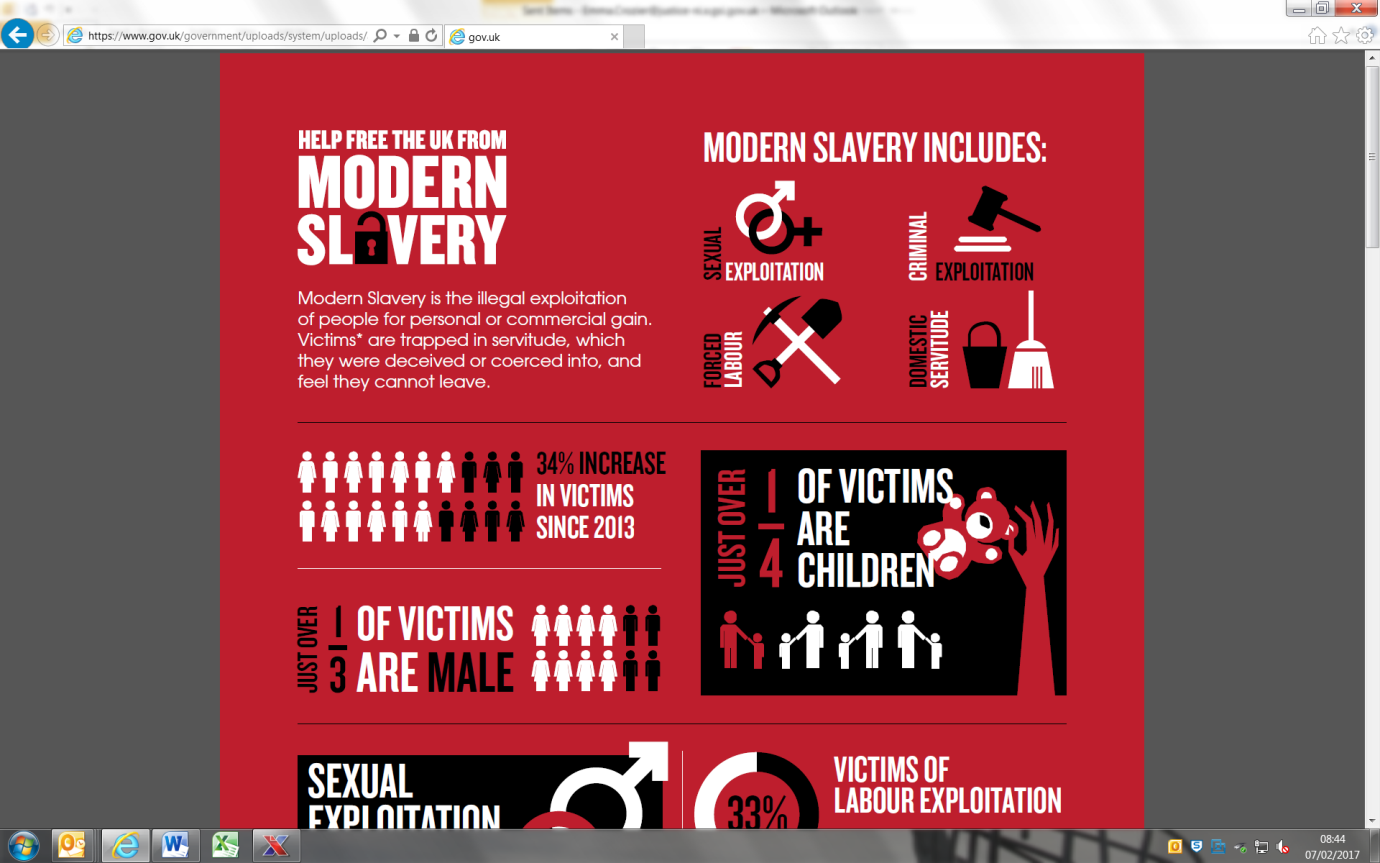 https://www.gov.uk/government/uploads/system/uploads/
gov.uk
HELP FREE THE UK FROM
MODERN
SLAVERY
Modern Slavery is the illegal exploitation
of people for personal or commercial gain.
Victims* are trapped in servitude, which
they were deceived or coerced into, and
feel they cannot leave.
MODERN SLAVERY INCLUDES:
SEXUAL
EXPLOITATION
CRIMINAL
EXPLOITATION
FORCED
LABOUR
DOMESTIC
SERVITUDE
34% INCREASE
IN VICTIMS
SINCE 2013
JUST OVER
1/3 OF VICTIMS
ARE MALE
JUST OVER
1/4 OF VICTIMS
ARE
CHILDREN
SEXUAL
EXPLOITATION
33%
VICTIMS OF
LABOUR EXPLOITATION
08:44
07/02/2017